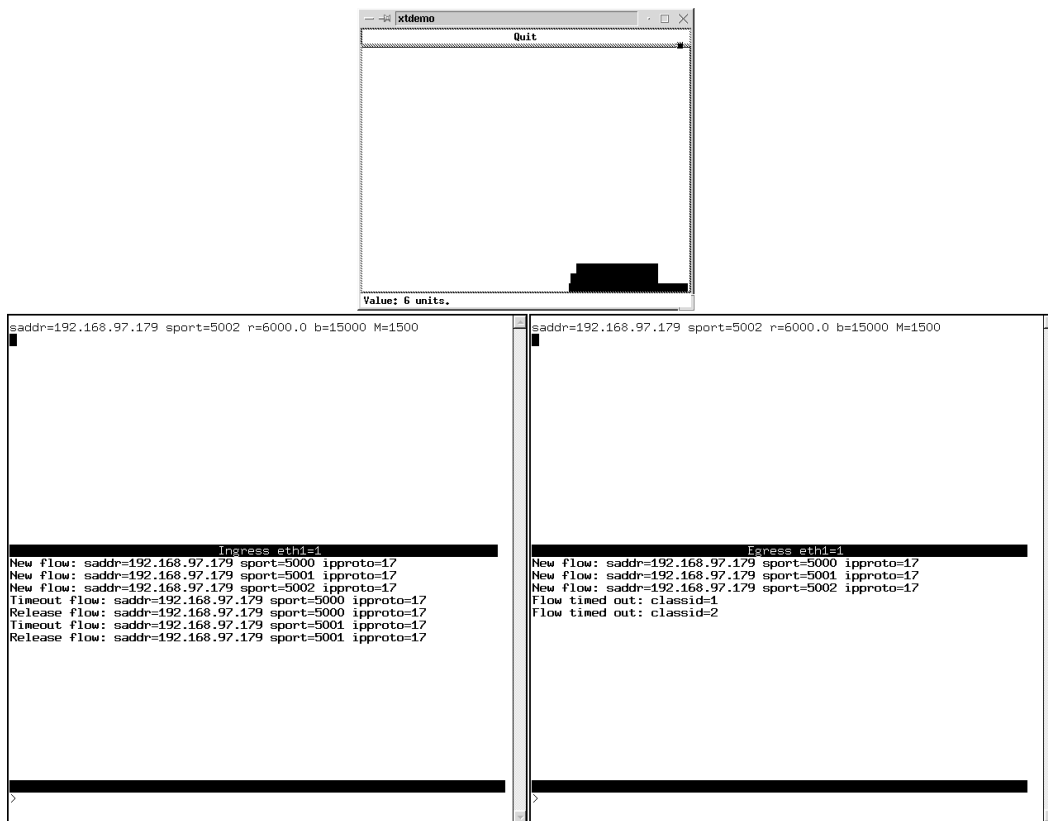 xtdemo
Quit
Value: 6 units.
saddr=192.168.97.179 sport=5002 r=6000.0 b=15000 M=1500
Ingress eth1=1
New flow: saddr=192.168.97.179 sport=5000 ipproto=17
New flow: saddr=192.168.97.179 sport=5001 ipproto=17
New flow: saddr=192.168.97.179 sport=5002 ipproto=17
Timeout flow: saddr=192.168.97.179 sport=5000 ipproto=17
Release flow: saddr=192.168.97.179 sport=5000 ipproto=17
Timeout flow: saddr=192.168.97.179 sport=5001 ipproto=17
Release flow: saddr=192.168.97.179 sport=5001 ipproto=17
>
saddr=192.168.97.179 sport=5002 r=6000.0 b=15000 M=1500
Egress eth1=1
New flow: saddr=192.168.97.179 sport=5000 ipproto=17
New flow: saddr=192.168.97.179 sport=5001 ipproto=17
New flow: saddr=192.168.97.179 sport=5002 ipproto=17
Flow timed out: classid=1
Flow timed out: classid=2
>